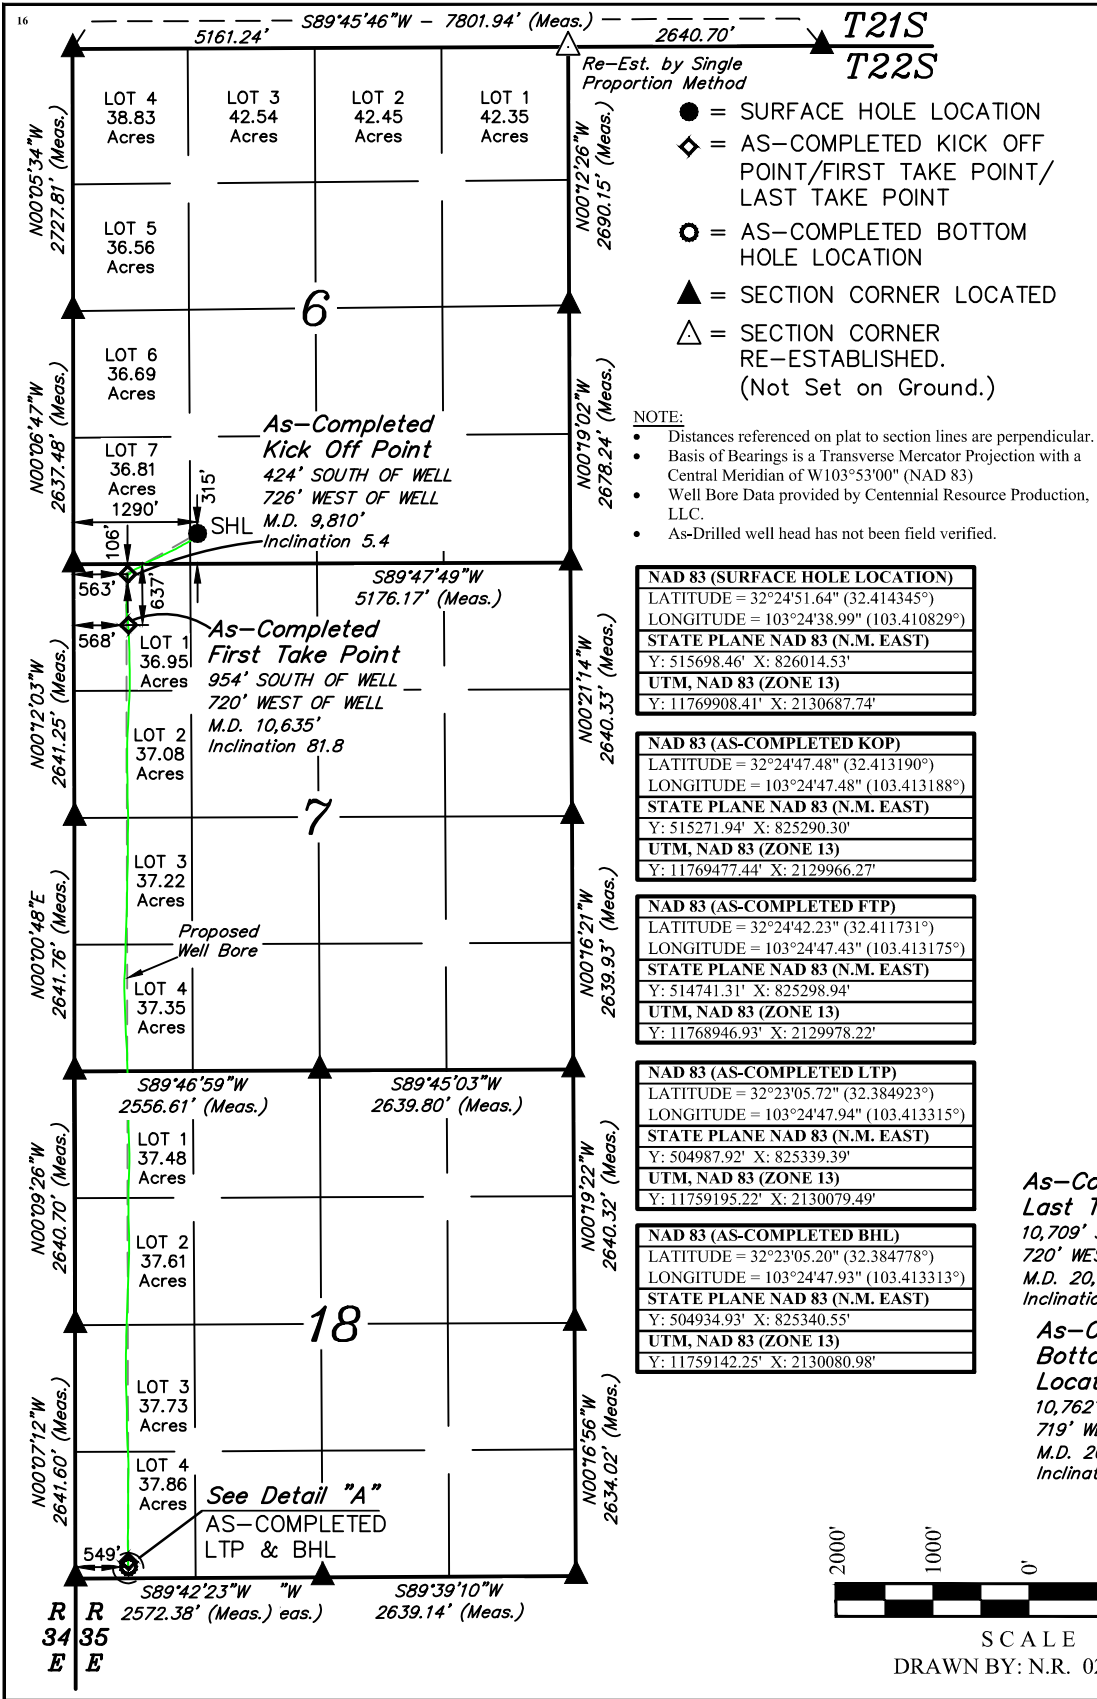 16
S89°45'46"W - 7801.94' (Meas.)
5161.24'
2640.70'
T21S
T22S
Re-Est. by Single
Proportion Method
LOT 4
38.83
Acres
LOT 3
42.54
Acres
LOT 2
42.45
Acres
LOT 1
42.35
Acres
N00°05'34"W
2727.81' (Meas.)
N00°12'26"W
2690.15' (Meas.)
LOT 5
36.56
Acres
6
LOT 6
36.69
Acres
N00°06'47"W
2637.48' (Meas.)
N00°19'02"W
2678.24' (Meas.)
LOT 7
36.81
Acres
1290'
315'
SHL
106'
As-Completed
Kick Off Point
424' SOUTH OF WELL
726' WEST OF WELL
M.D. 9,810'
Inclination 5.4
563'
637'
568'
S89°47'49"W
5176.17' (Meas.)
As-Completed
First Take Point
954' SOUTH OF WELL
720' WEST OF WELL
M.D. 10,635'
Inclination 81.8
LOT 1
36.95
Acres
N00°12'03"W
2641.25' (Meas.)
N00°21'14"W
2640.33' (Meas.)
LOT 2
37.08
Acres
7
LOT 3
37.22
Acres
Proposed
Well Bore
N00°00'48"E
2641.76' (Meas.)
N00°16'21"W
2639.93' (Meas.)
LOT 4
37.35
Acres
S89°46'59"W
2556.61' (Meas.)
S89°45'03"W
2639.80' (Meas.)
LOT 1
37.48
Acres
N00°09'26"W
2640.70' (Meas.)
N00°19'22"W
2640.32' (Meas.)
LOT 2
37.61
Acres
18
LOT 3
37.73
Acres
N00°07'12"W
2641.60' (Meas.)
N00°16'56"W
2634.02' (Meas.)
LOT 4
37.86
Acres
See Detail "A"
AS-COMPLETED
LTP & BHL
549'
S89°42'23"W "W
2572.38' (Meas.) eas.)
S89°39'10"W
2639.14' (Meas.)
R R
34 35
E E
= SURFACE HOLE LOCATION
= AS-COMPLETED KICK OFF
POINT/FIRST TAKE POINT/
LAST TAKE POINT
= AS-COMPLETED BOTTOM
HOLE LOCATION
= SECTION CORNER LOCATED
= SECTION CORNER
RE-ESTABLISHED.
(Not Set on Ground.)
NOTE:
• Distances referenced on plat to section lines are perpendicular.
• Basis of Bearings is a Transverse Mercator Projection with a
Central Meridian of W103°53'00" (NAD 83)
• Well Bore Data provided by Centennial Resource Production,
LLC.
• As-Drilled well head has not been field verified.
NAD 83 (SURFACE HOLE LOCATION)
LATITUDE = 32°24'51.64" (32.414345°)
LONGITUDE = 103°24'38.99" (103.410829°)
STATE PLANE NAD 83 (N.M. EAST)
Y: 515698.46' X: 826014.53'
UTM, NAD 83 (ZONE 13)
Y: 11769908.41' X: 2130687.74'
NAD 83 (AS-COMPLETED KOP)
LATITUDE = 32°24'47.48" (32.413190°)
LONGITUDE = 103°24'47.48" (103.413188°)
STATE PLANE NAD 83 (N.M. EAST)
Y: 515271.94' X: 825290.30'
UTM, NAD 83 (ZONE 13)
Y: 11769477.44' X: 2129966.27'
NAD 83 (AS-COMPLETED FTP)
LATITUDE = 32°24'42.23" (32.411731°)
LONGITUDE = 103°24'47.43" (103.413175°)
STATE PLANE NAD 83 (N.M. EAST)
Y: 514741.31' X: 825298.94'
UTM, NAD 83 (ZONE 13)
Y: 11768946.93' X: 2129978.22'
NAD 83 (AS-COMPLETED LTP)
LATITUDE = 32°23'05.72" (32.384923°)
LONGITUDE = 103°24'47.94" (103.413315°)
STATE PLANE NAD 83 (N.M. EAST)
Y: 504987.92' X: 825339.39'
UTM, NAD 83 (ZONE 13)
Y: 11759195.22' X: 2130079.49'
NAD 83 (AS-COMPLETED BHL)
LATITUDE = 32°23'05.20" (32.384778°)
LONGITUDE = 103°24'47.93" (103.413313°)
STATE PLANE NAD 83 (N.M. EAST)
Y: 504934.93' X: 825340.55'
UTM, NAD 83 (ZONE 13)
Y: 11759142.25' X: 2130080.98'
As-Co
Last T
10,709'
720' WES
M.D. 20,
Inclinatio
As-C
Botto
Locat
10,762'
719' W
M.D. 20
Inclinat
2000'
1000'
0'
SCALE
DRAWN BY: N.R. 02